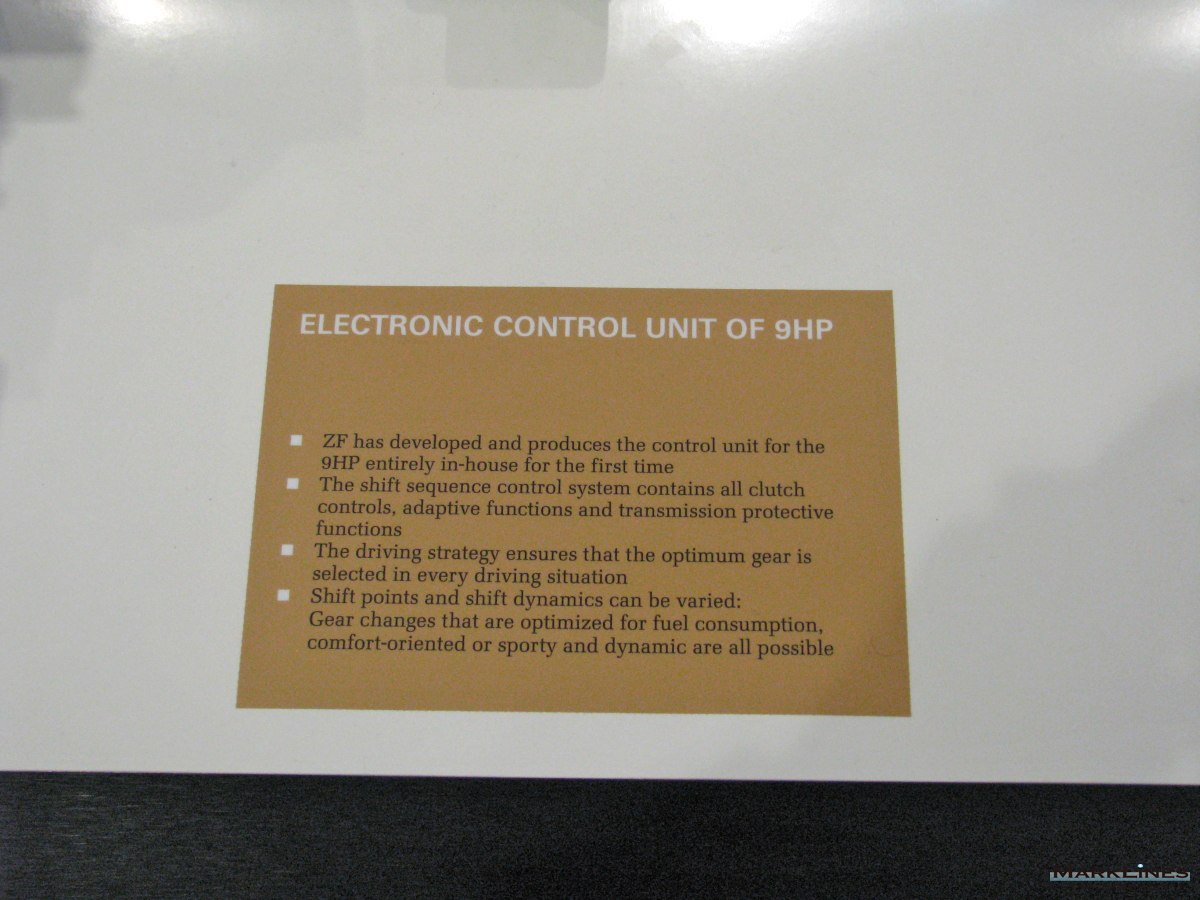 ELECTRONIC CONTROL UNIT OF 9HP
ZF has developed and produces the control unit for the
9HP entirely in-house for the first time
The shift sequence control system contains all clutch
controls, adaptive functions and transmission protective
functions
The driving strategy ensures that the optimum gear is
selected in every driving situation
Shift points and shift dynamics can be varied:
Gear changes that are optimized for fuel consumption,
comfort-oriented or sporty and dynamic are all possible
MARKLINES